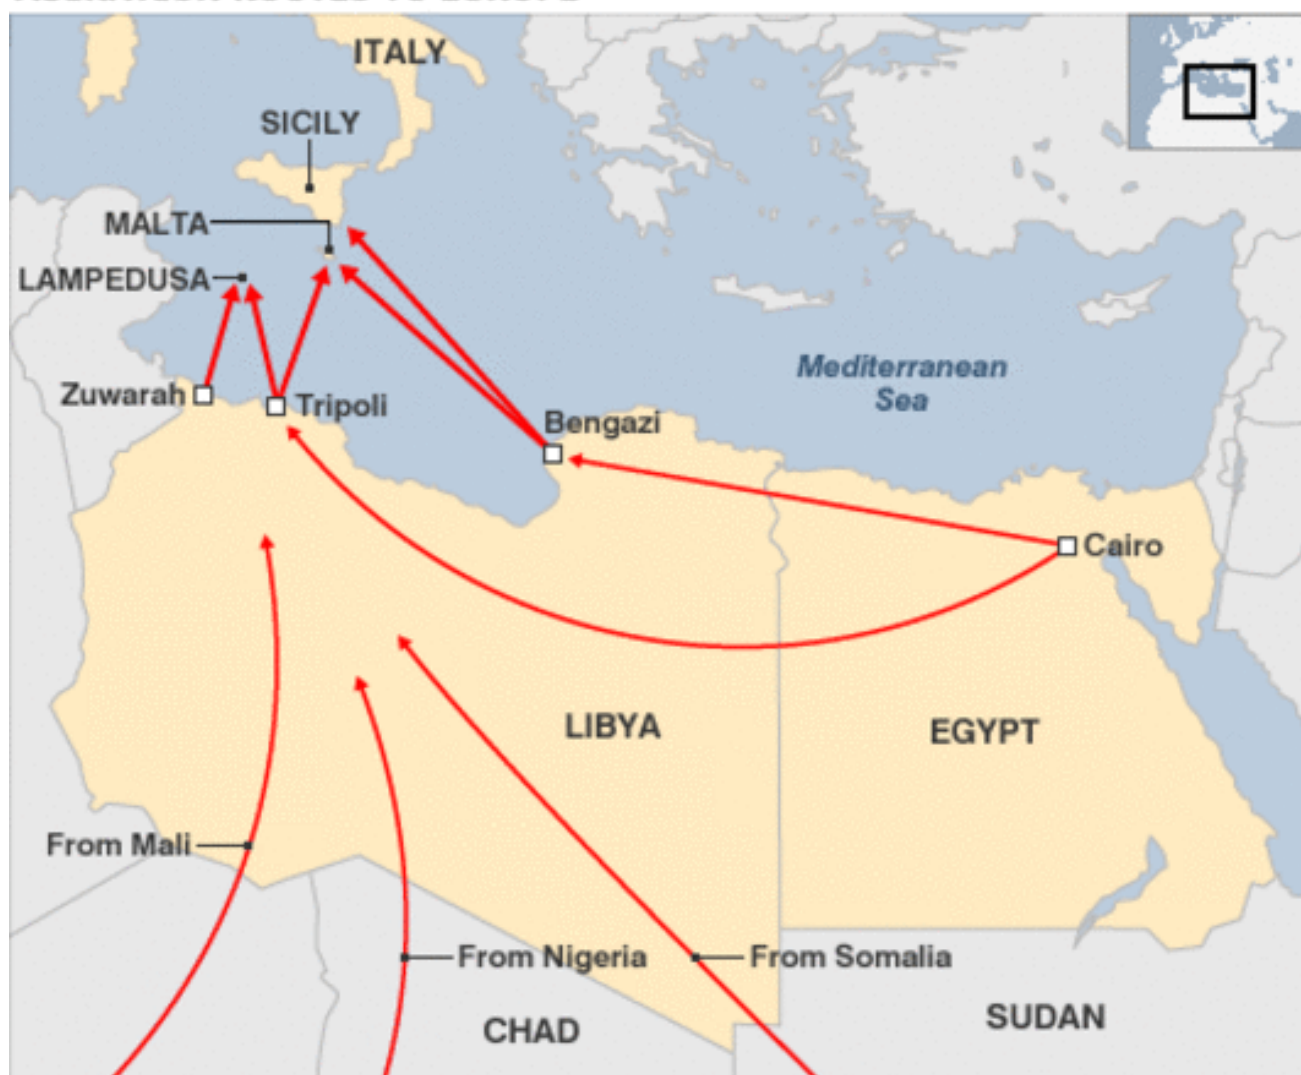 ITALY
SICILY
MALTA
LAMPEDUSA
Zuwarah
Tripoli
Bengazi
Mediterranean
Sea
Cairo
LIBYA
EGYPT
From Mali
From Nigeria
From Somalia
CHAD
SUDAN